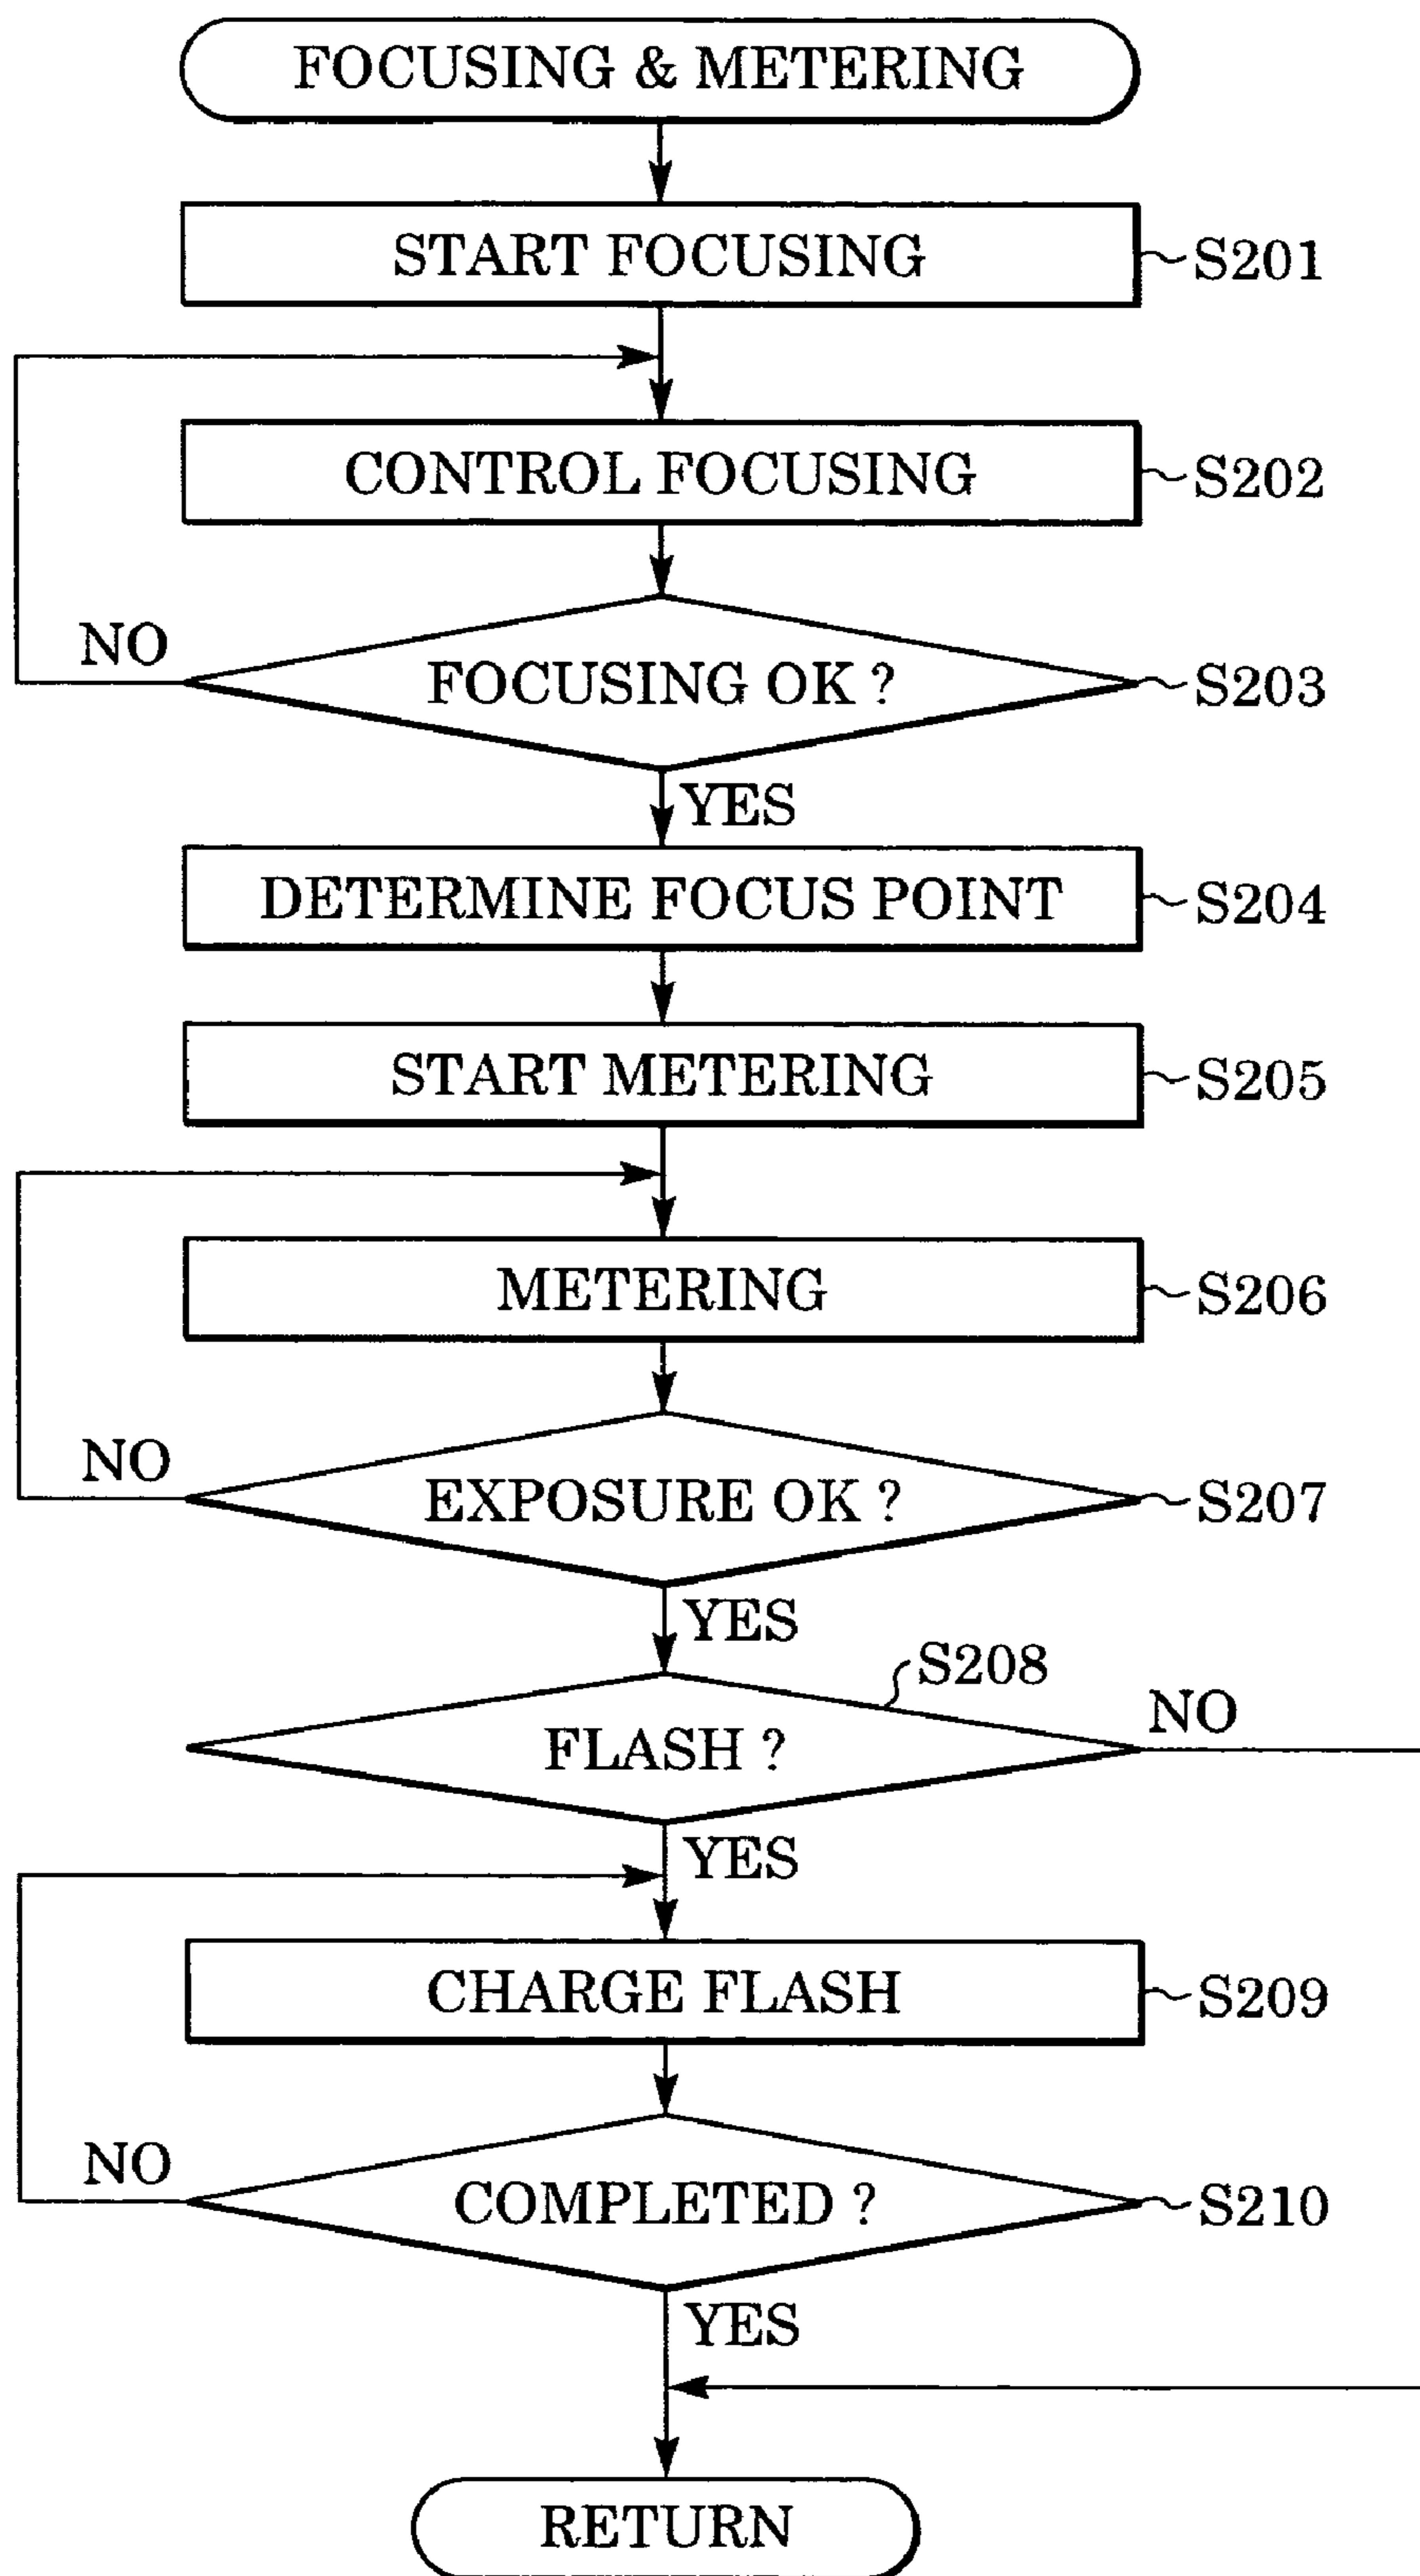 FOCUSING & METERING
START FOCUSING
S201
CONTROL FOCUSING
S202
NO
FOCUSING OK ?
S203
YES
DETERMINE FOCUS POINT
S204
START METERING
S205
METERING
S206
NO
EXPOSURE OK ?
S207
YES
S208
NO
FLASH ?
YES
CHARGE FLASH
S209
NO
COMPLETED ?
S210
YES
RETURN